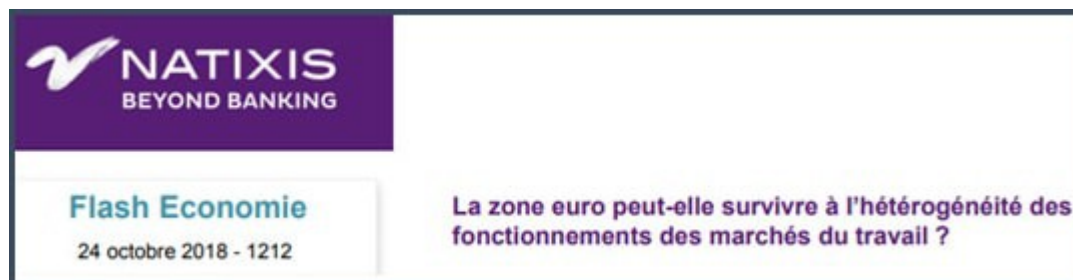 NATIXIS
BEYOND BANKING
Flash Economie
24 octobre 2018 - 1212
La zone euro peut-elle survivre à l'hétérogénéité des
fonctionnements des marchés du travail ?